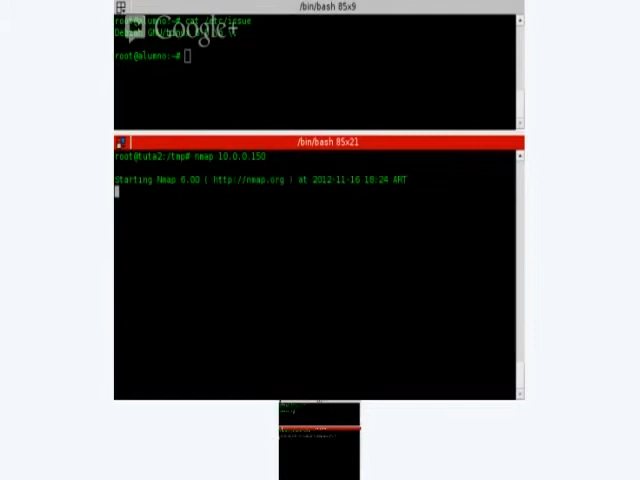 /bin/bash 85x9
root@alumno:~# cat /etc/issue
Google+
root@alumno:~#
/bin/bash 85x21
root@tuta2:/tmp# nmap 10.0.0.150
Starting Nmap 6.00 ( http://nmap.org ) at 2012-11-16 18:24 ART